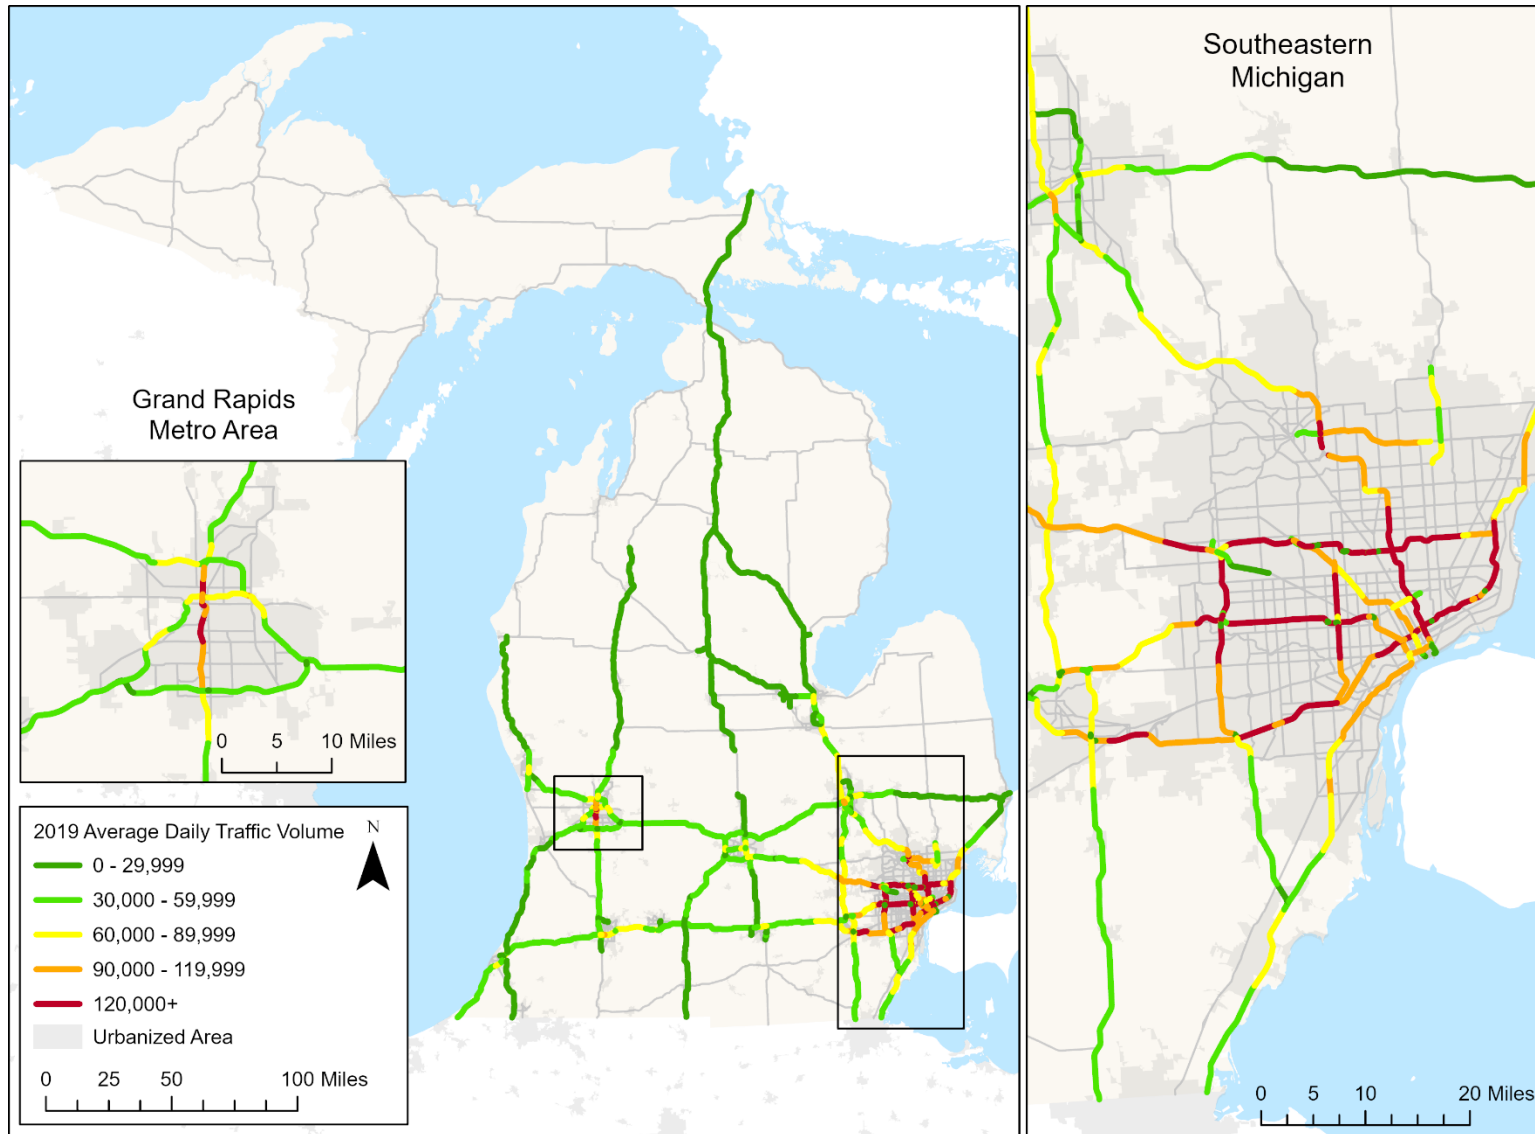 Southeastern
Michigan
Grand Rapids
Metro Area
0 5 10 Miles
2019 Average Daily Traffic Volume
N
0 - 29,999
30,000 - 59,999
60,000 - 89,999
90,000 - 119,999
120,000+
Urbanized Area
0 25 50 100 Miles
0 5 10 20 Miles